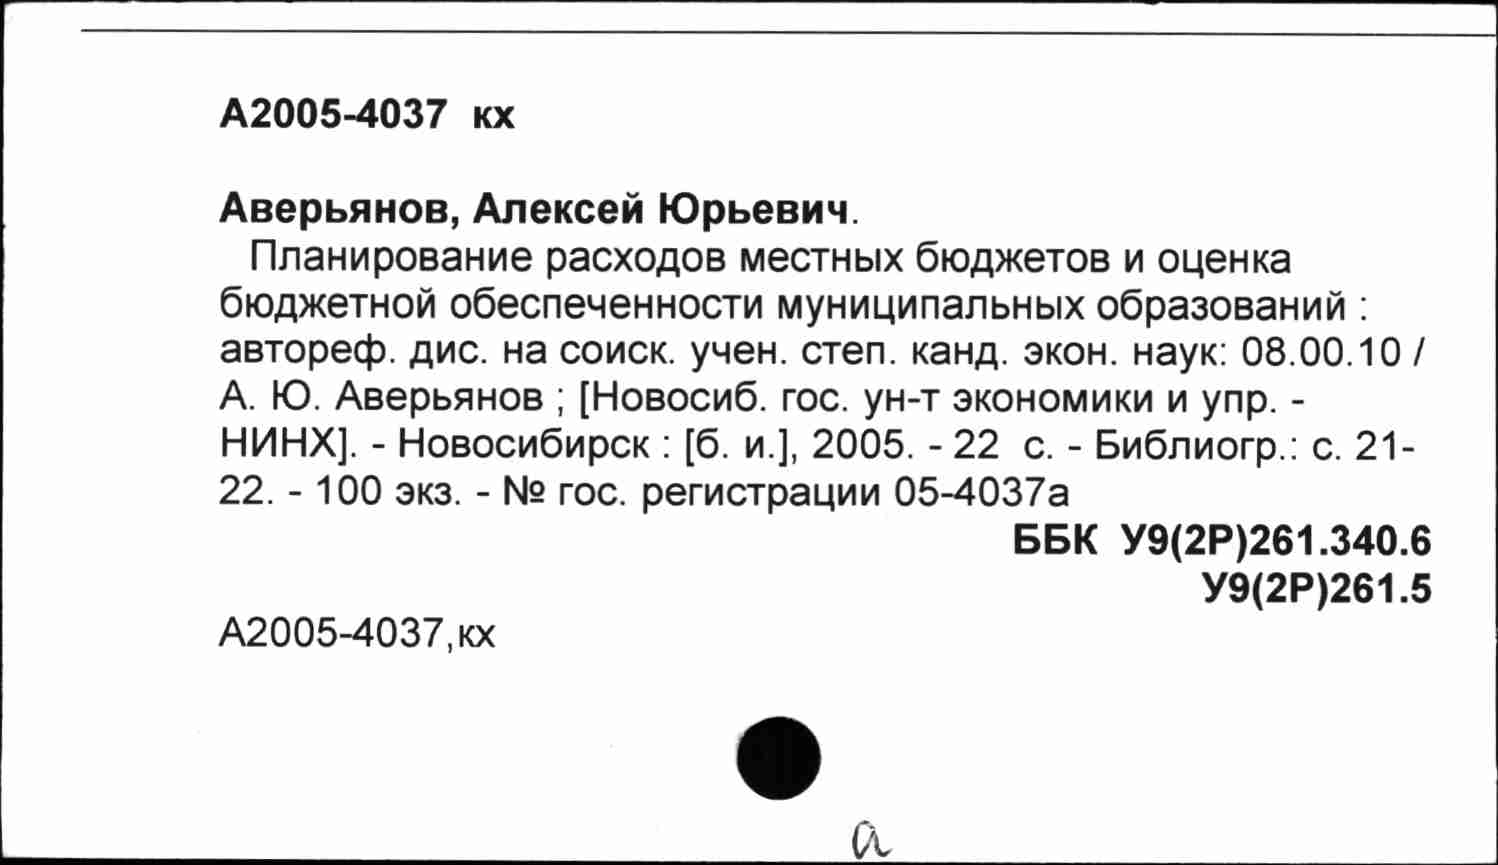 А2005-4037 кх
Аверьянов, Алексей Юрьевич.
Планирование расходов местных бюджетов и оценка
бюджетной обеспеченности муниципальных образований :
автореф. дис. на соиск. учен. степ. канд. экон. наук: 08.00.10 /
А. Ю. Аверьянов ; [Новосиб. гос. ун-т экономики и упр. -
НИНХ]. - Новосибирск : [б. и.], 2005. - 22 с. - Библиогр.: с. 21-
22. - 100 экз. - № гос. регистрации 05-4037а
ББК У9(2Р)261.340.6
У9(2Р)261.5
А2005-4037,кх
а